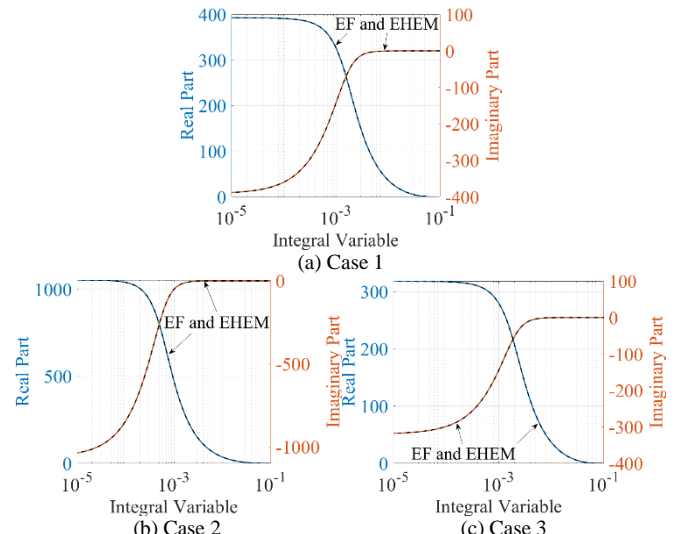 400
300
200
100
0
Real Part
100
0
-100
-200
-300
-400
Imaginary Part
EF and EHEM
10-5
10-3
10-1
Integral Variable
(a) Case 1
1000
500
0
Real Part
0
-500
-1000
Imaginary Part
EF and EHEM
10-5
10-3
10-1
Integral Variable
(b) Case 2
300
200
100
0
Real Part
100
0
-100
-200
-300
-400
Imaginary Part
EF and EHEM
10-5
10-3
10-1
Integral Variable
(c) Case 3